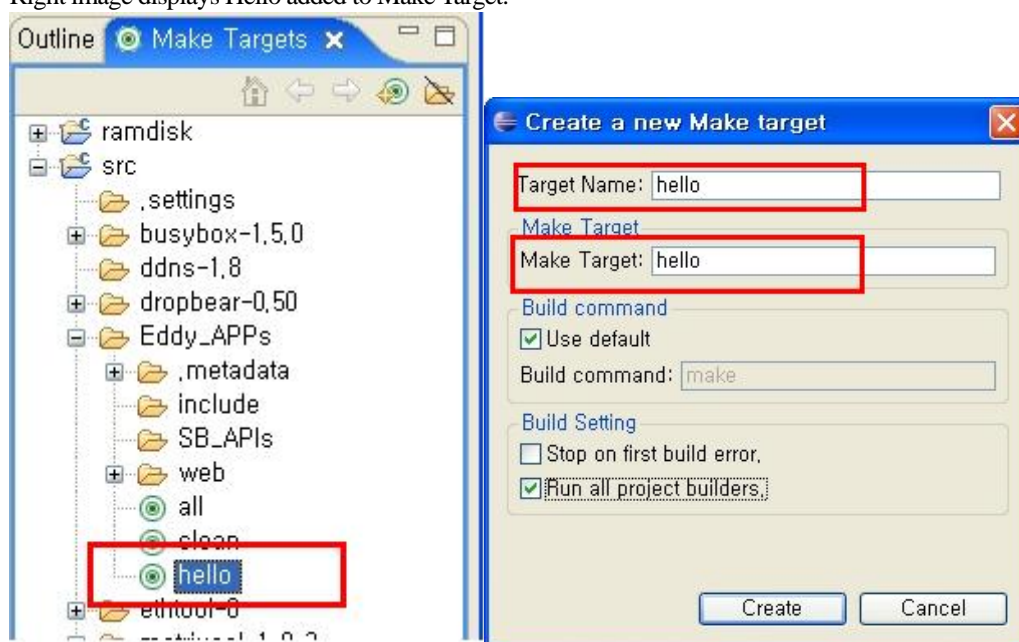 Right image displays Hello added to Make Target.
Outline Make Targets
ramdisk
src
.settings
busybox-1,5,0
ddns-1,8
dropbear-0,50
Eddy_APPs
,metadata
include
SB_APIs
web
all
clean
hello
ethtool-6
Create a new Make target
Target Name: hello
Make Target
Make Target: hello
Build command
Use default
Build command: make
Build Setting
Stop on first build error,
Run all project builders,
Create Cancel